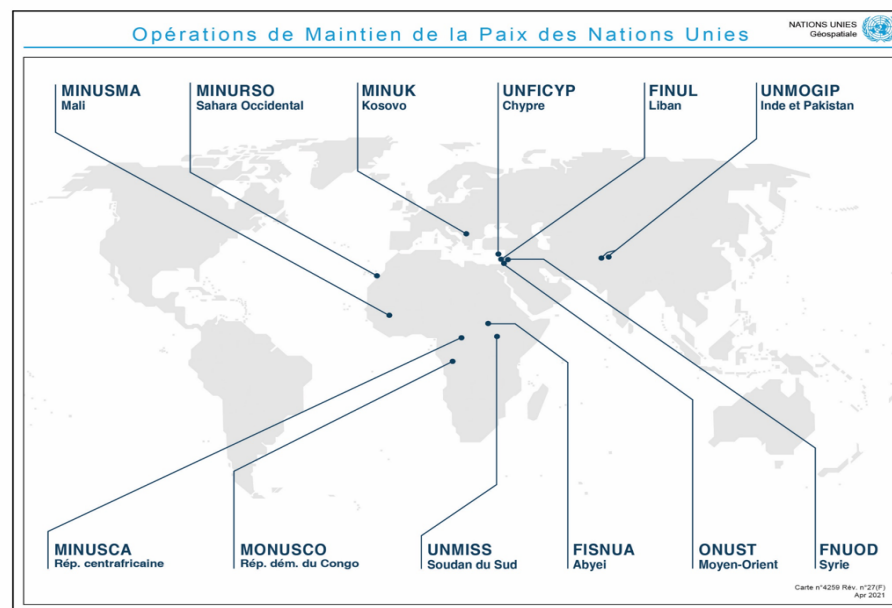 Opérations de Maintien de la Paix des Nations Unies
NATIONS UNIES
Géospatiale
MINUSMA
Mali
MINURSO
Sahara Occidental
MINUK
Kosovo
UNFICYP
Chypre
FINUL
Liban
UNMOGIP
Inde et Pakistan
MINUSCA
Rép. centrafricaine
MONUSCO
Rép. dém. du Congo
UNMISS
Soudan du Sud
FISNUA
Abyei
ONUST
Moyen-Orient
FNUOD
Syrie
Carte n°4259 Rév. n°27(F)
Apr 2021